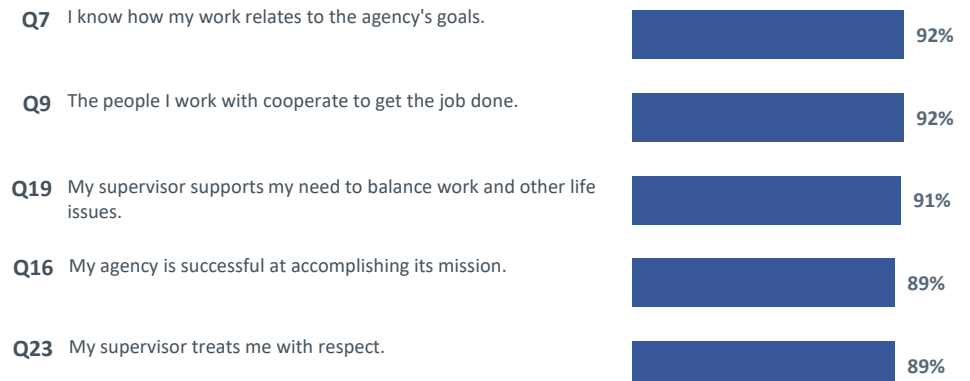 Q7 I know how my work relates to the agency's goals. 92%
Q9 The people I work with cooperate to get the job done. 92%
Q19 My supervisor supports my need to balance work and other life
issues. 91%
Q16 My agency is successful at accomplishing its mission. 89%
Q23 My supervisor treats me with respect. 89%